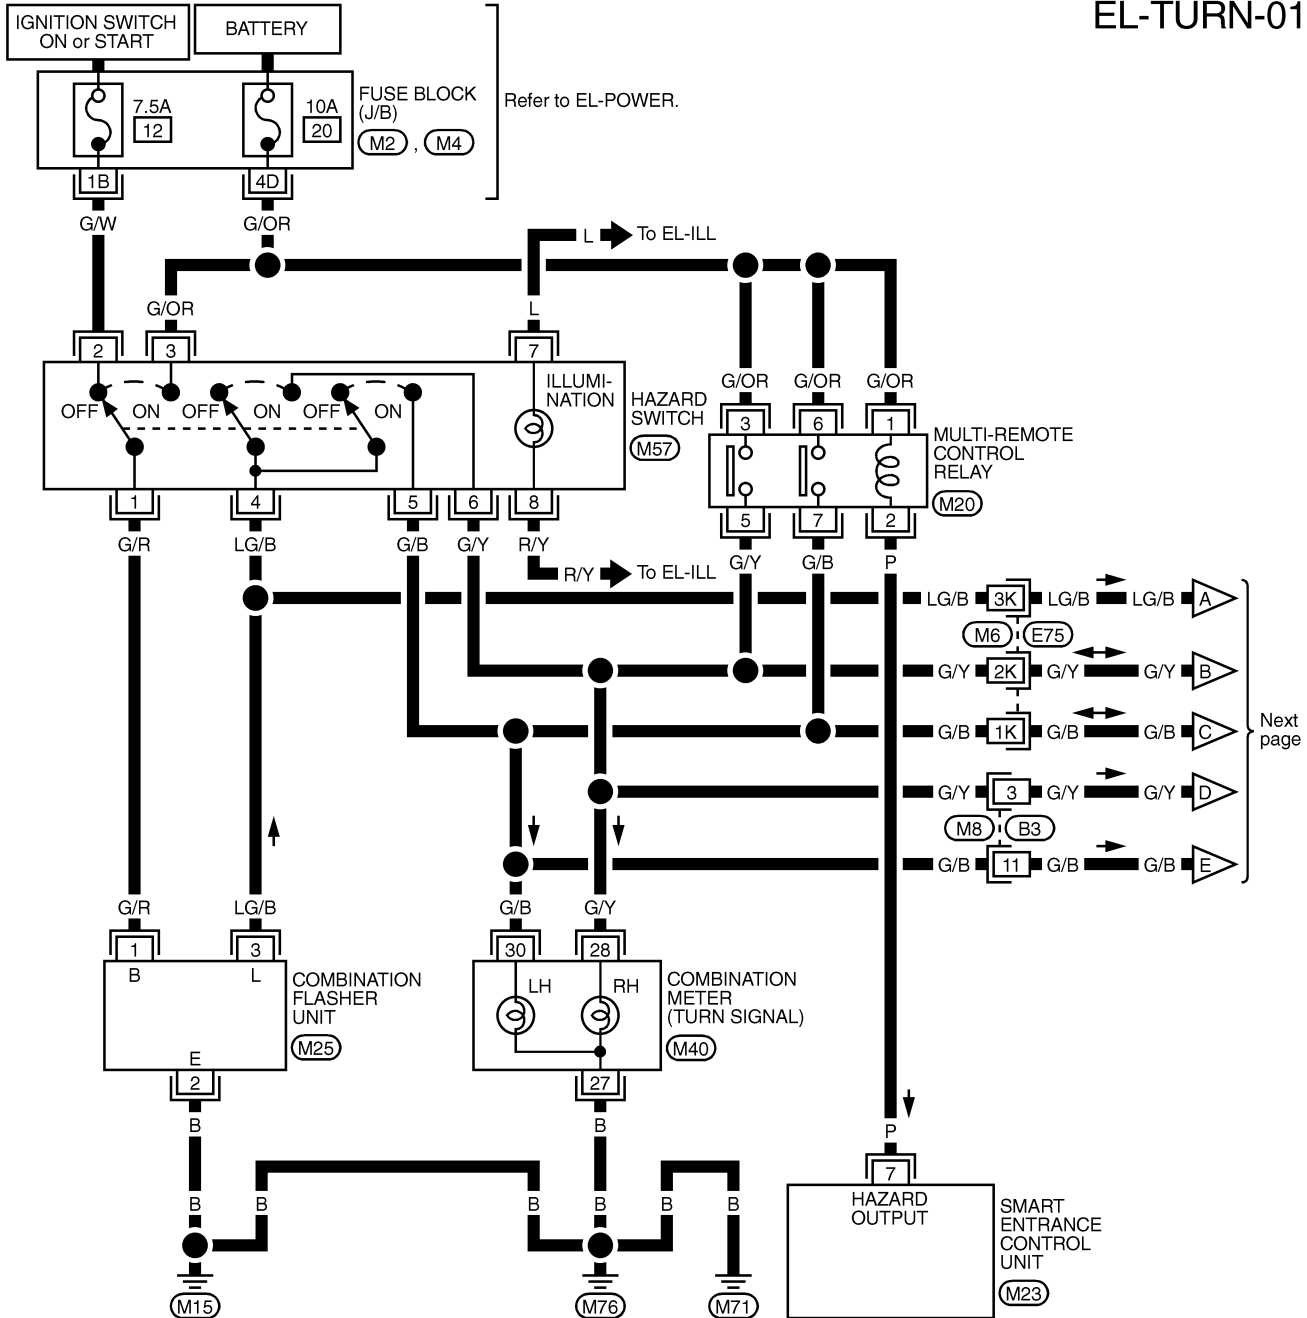 EL-TURN-01
IGNITION SWITCH
ON or START
BATTERY
7.5A
12
10A
20
FUSE BLOCK
(J/B)
M2 , M4
Refer to EL-POWER.
1B
4D
G/W
G/OR
L
To EL-ILL
G/OR
L
2
3
7
OFF
ON
OFF
ON
OFF
ON
ILLUMI-
NATION
HAZARD
SWITCH
M57
G/OR
G/OR
G/OR
3
6
1
MULTI-REMOTE
CONTROL
RELAY
M20
1
4
5
6
8
5
7
2
G/R
LG/B
G/B
G/Y
R/Y
G/Y
G/B
P
R/Y
To EL-ILL
LG/B
3K
LG/B
LG/B
A
M6
E75
G/Y
2K
G/Y
G/Y
B
G/B
1K
G/B
G/B
C
Next
page
G/Y
3
G/Y
G/Y
D
M8
B3
G/B
11
G/B
G/B
E
G/R
LG/B
G/B
G/Y
1
3
30
28
B
L
E
COMBINATION
FLASHER
UNIT
M25
LH
RH
COMBINATION
METER
(TURN SIGNAL)
M40
2
27
B
B
P
7
HAZARD
OUTPUT
SMART
ENTRANCE
CONTROL
UNIT
M23
B
B
B
B
B
B
M15
M76
M71